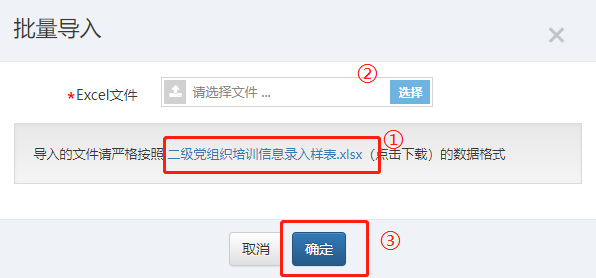 批量导入
×
②
*Excel文件 请选择文件 ... 选择
①
导入的文件请严格按照 二级党组织培训信息录入样表.xlsx（点击下载）的数据格式
取消 确定 ③